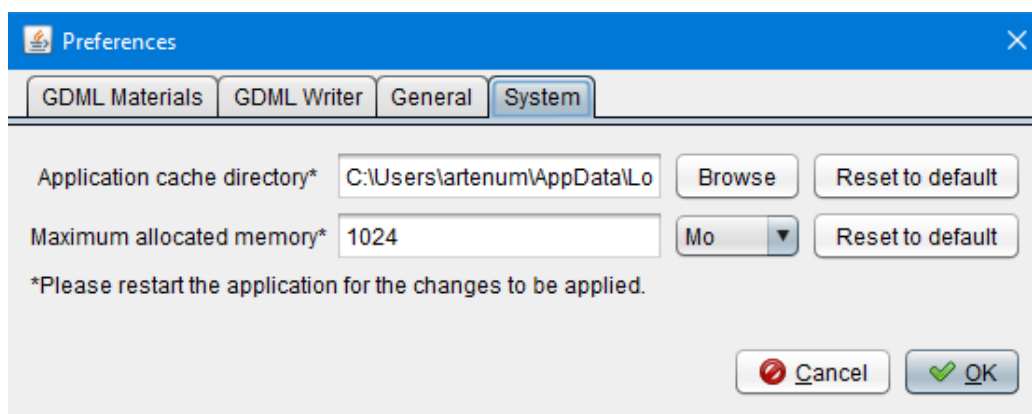 Preferences
GDML Materials GDML Writer General System
Application cache directory* C:\Users\artenum\AppData\Lo Browse Reset to default
Maximum allocated memory* 1024 Mo Reset to default
*Please restart the application for the changes to be applied.
Cancel OK